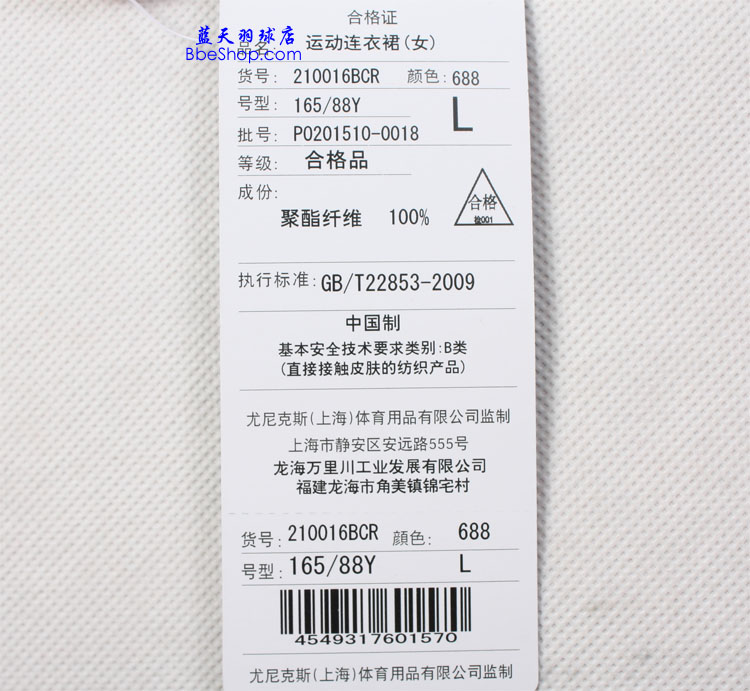 合格证
蓝天羽球店
BbeShop.com
品名: 运动连衣裙(女)
货号: 210016BCR 颜色: 688
号型: 165/88Y L
批号: PO201510-0018
等级: 合格品
成份:
聚酯纤维 100%
合格
检001
执行标准: GB/T22853-2009
中国制
基本安全技术要求类别:B类
(直接接触皮肤的纺织产品)
尤尼克斯(上海)体育用品有限公司监制
上海市静安区安远路555号
龙海万里川工业发展有限公司
福建龙海市角美镇锦宅村
货号: 210016BCR 顔色: 688
号型: 165/88Y L
4549317601570
尤尼克斯(上海)体育用品有限公司监制